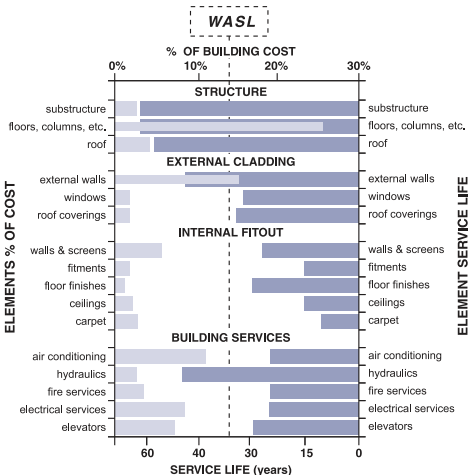 WASL
% OF BUILDING COST
0% 10% 20% 30%
STRUCTURE
substructure substructure
floors, columns, etc. floors, columns, etc.
roof roof
EXTERNAL CLADDING
external walls external walls
windows windows
roof coverings roof coverings
INTERNAL FITOUT
walls & screens walls & screens
fitments fitments
floor finishes floor finishes
ceilings ceilings
carpet carpet
BUILDING SERVICES
air conditioning air conditioning
hydraulics hydraulics
fire services fire services
electrical services electrical services
elevators elevators
60 40 30 15 0
SERVICE LIFE (years)
ELEMENTS % OF COST
ELEMENT SERVICE LIFE